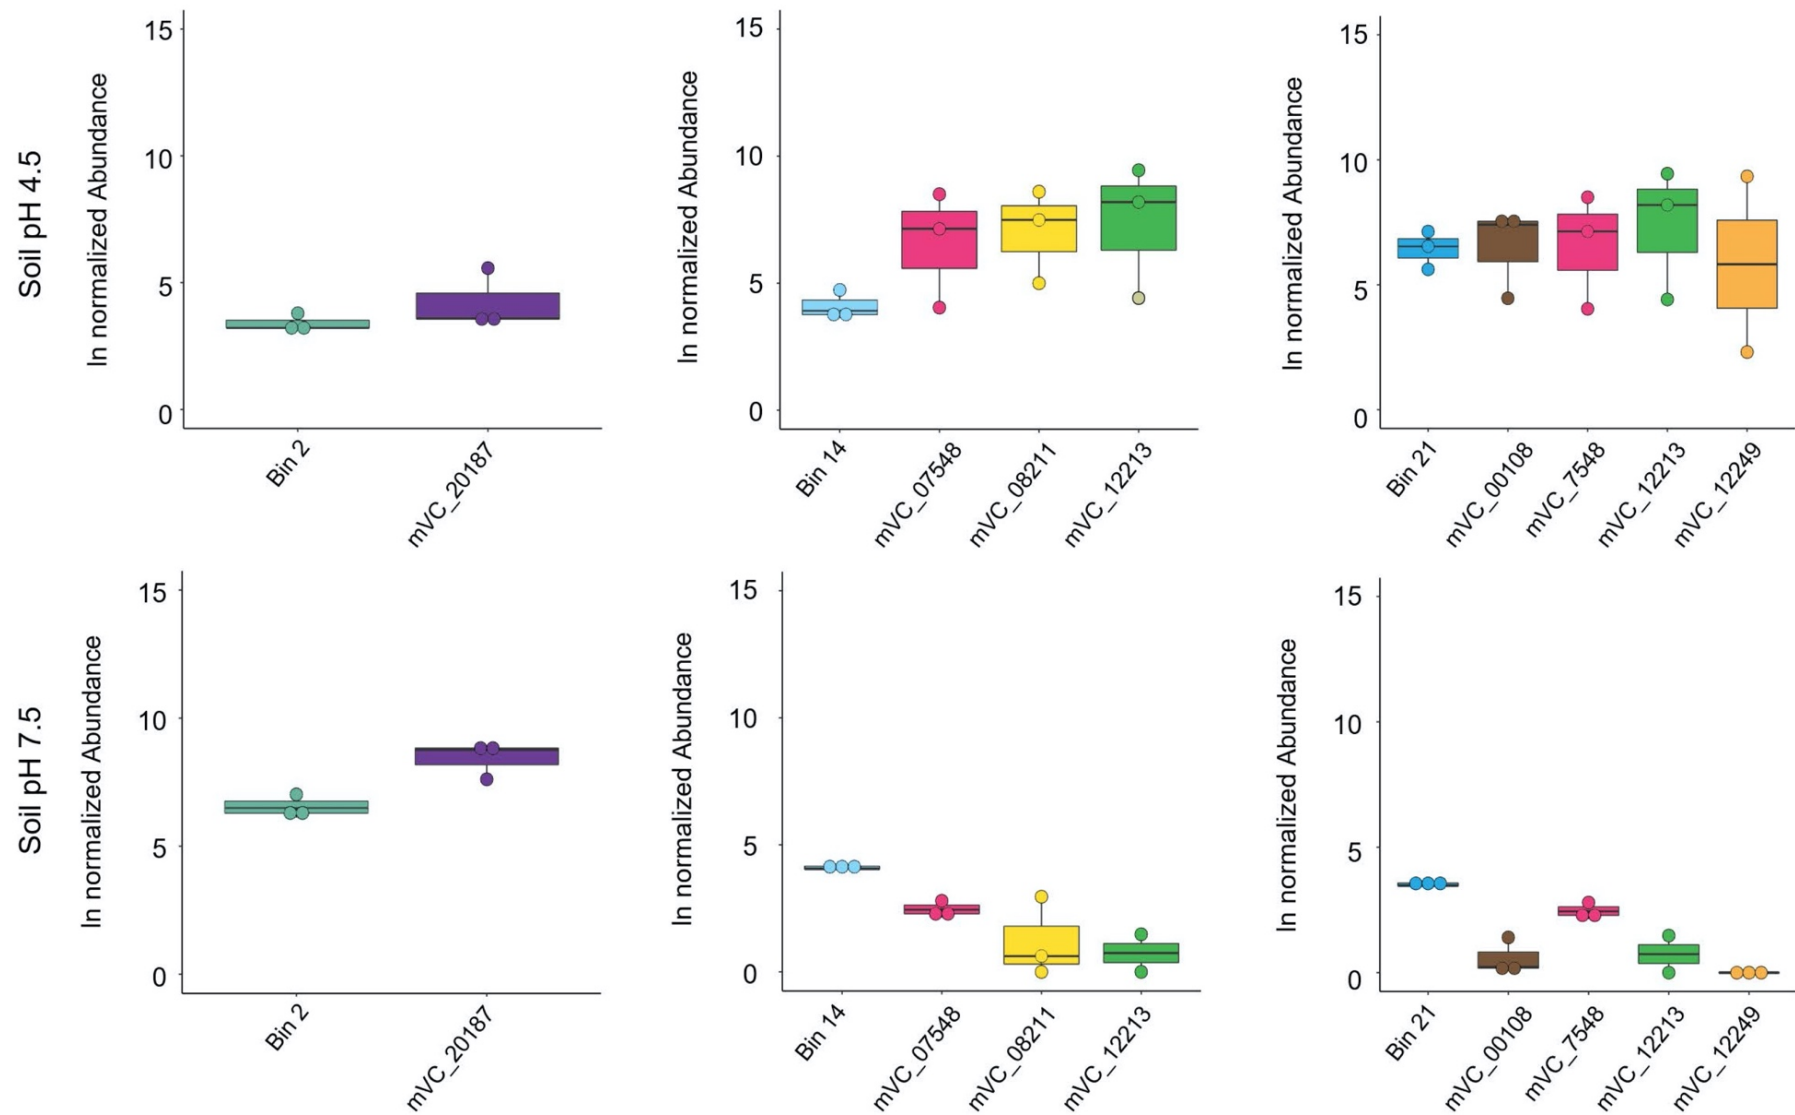 Soil pH 4.5
ln normalized Abundance
15
10
5
0
Bin 2
mVC_20187
ln normalized Abundance
15
10
5
0
Bin 14
mVC_07548
mVC_08211
mVC_12213
ln normalized Abundance
15
10
5
0
Bin 21
mVC_00108
mVC_7548
mVC_12213
mVC_12249
Soil pH 7.5
ln normalized Abundance
15
10
5
0
Bin 2
mVC_20187
ln normalized Abundance
15
10
5
0
Bin 14
mVC_07548
mVC_08211
mVC_12213
ln normalized Abundance
15
10
5
0
Bin 21
mVC_00108
mVC_7548
mVC_12213
mVC_12249